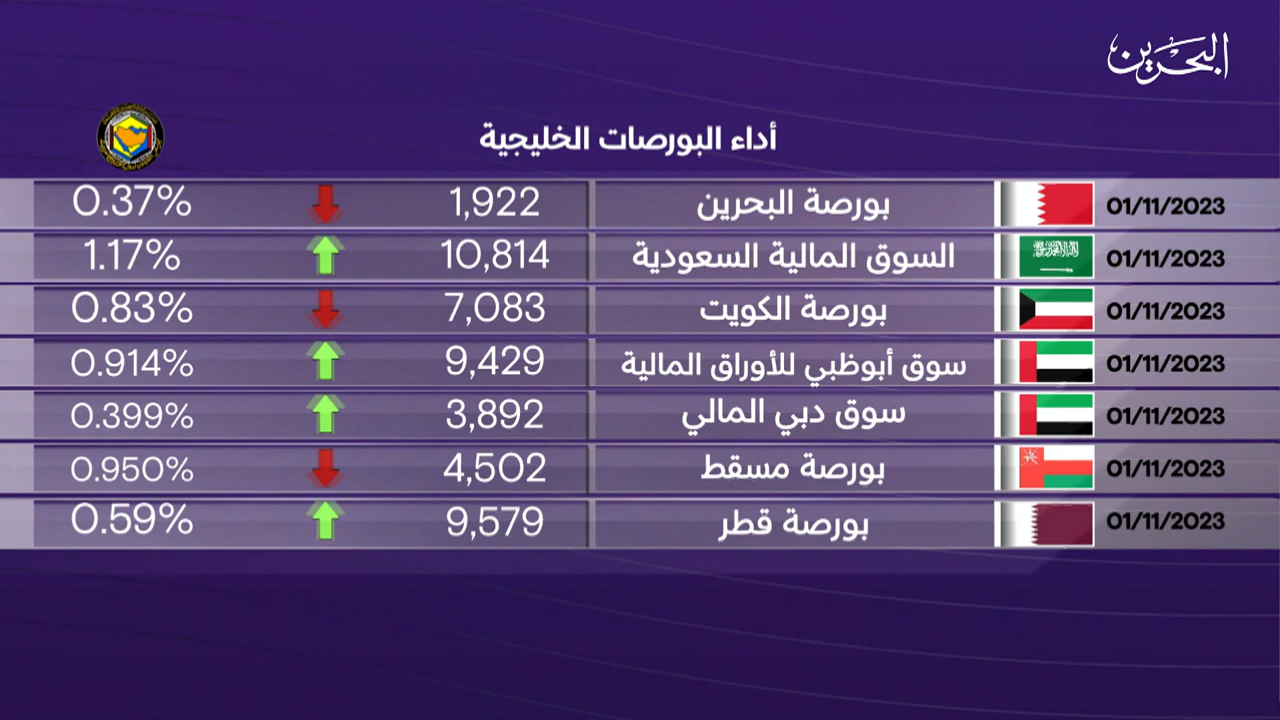 البحرين
أداء البورصات الخليجية
01/11/2023 بورصة البحرين 1,922 0.37%
01/11/2023 السوق المالية السعودية 10,814 1.17%
01/11/2023 بورصة الكويت 7,083 0.83%
01/11/2023 سوق أبوظبي للأوراق المالية 9,429 0.914%
01/11/2023 سوق دبي المالي 3,892 0.399%
01/11/2023 بورصة مسقط 4,502 0.950%
01/11/2023 بورصة قطر 9,579 0.59%